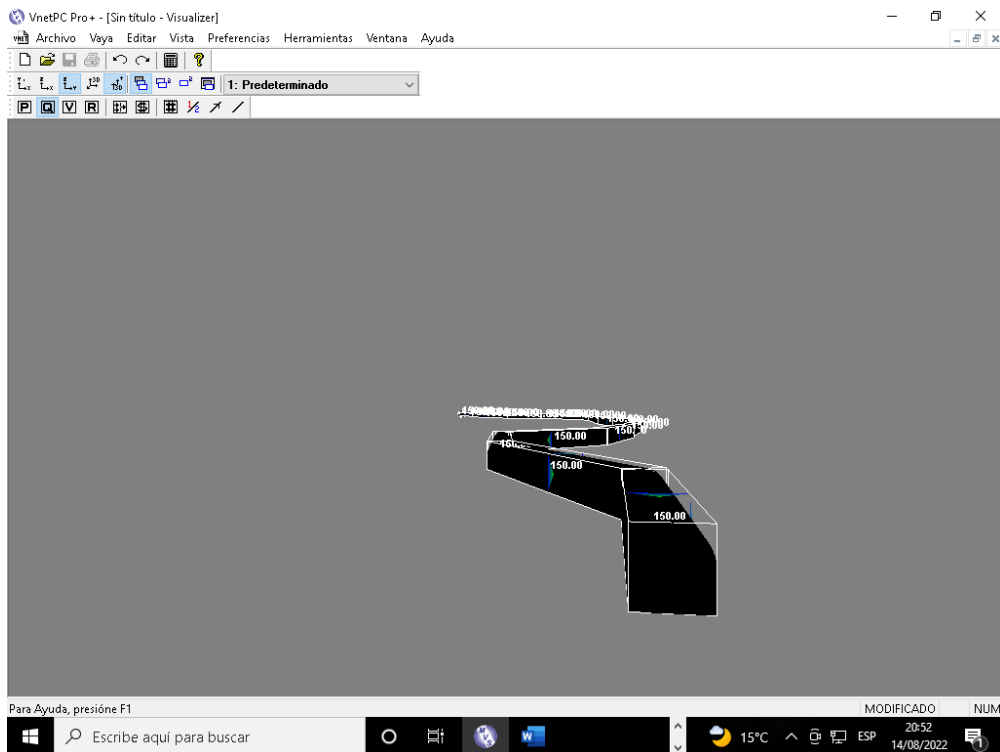 VnetPC Pro+ - [Sin título - Visualizer]
Archivo Vaya Editar Vista Preferencias Herramientas Ventana Ayuda
1: Predeterminado
P Q V R
150.00
150.00
150.00
Para Ayuda, presióne F1
MODIFICADO NUM
Escribe aquí para buscar
15°C ESP
20:52
14/08/2022
1